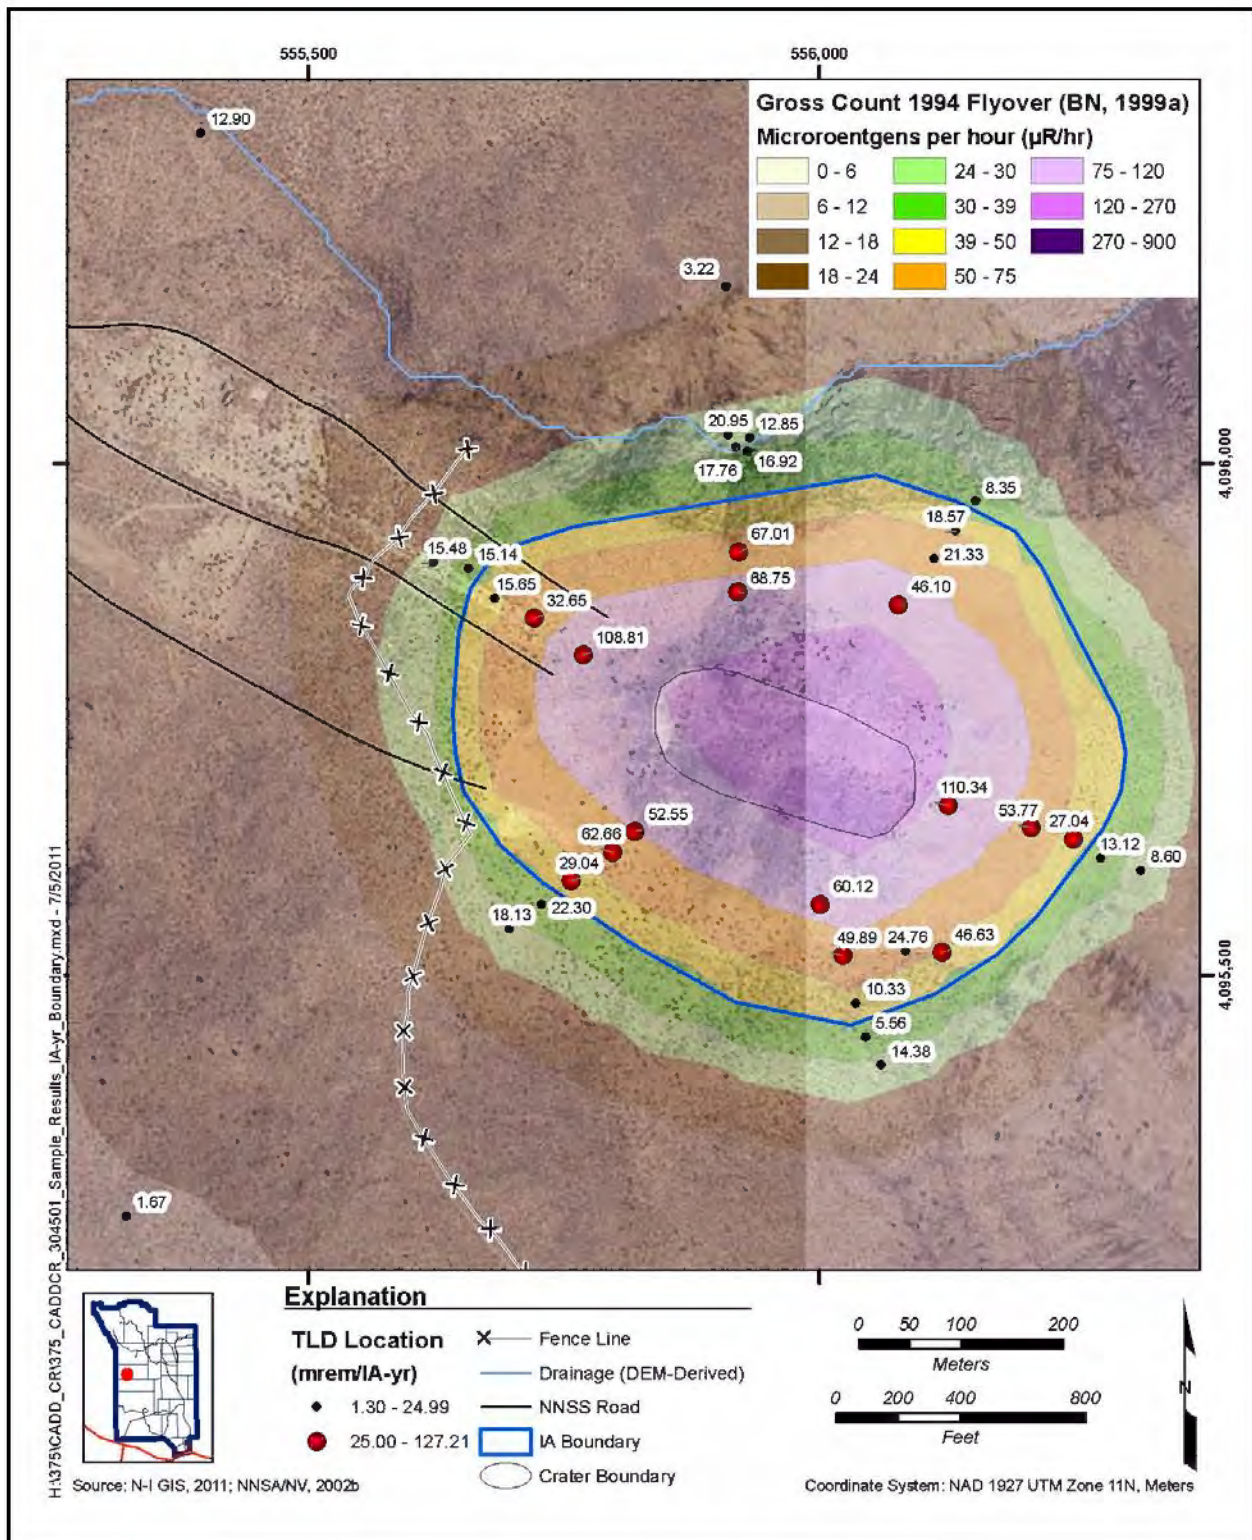 555,500
556,000
Gross Count 1994 Flyover (BN, 1999a)
Microroentgens per hour (µR/hr)
0 - 6
24 - 30
75 - 120
6 - 12
30 - 39
120 - 270
12 - 18
39 - 50
270 - 900
18 - 24
50 - 75
12.90
3.22
20.95
12.85
17.76
16.92
4,096,000
8.35
18.57
67.01
21.33
15.48
15.14
15.65
68.75
46.10
32.65
108.81
110.34
53.77
27.04
52.55
62.66
13.12
8.60
29.04
60.12
22.30
18.13
49.89
24.76
46.63
4,095,500
10.33
5.56
14.38
1.67
H:\375\CADD_CR\375_CADDCR_304501_Sample_Results_IA-yr_Boundary.mxd - 7/5/2011
Explanation
TLD Location
(mrem/IA-yr)
1.30 - 24.99
25.00 - 127.21
Fence Line
Drainage (DEM-Derived)
NNSS Road
IA Boundary
Crater Boundary
0 50 100 200
Meters
0 200 400 800
Feet
N
Source: N-I GIS, 2011; NNSA/NV, 2002b
Coordinate System: NAD 1927 UTM Zone 11N, Meters